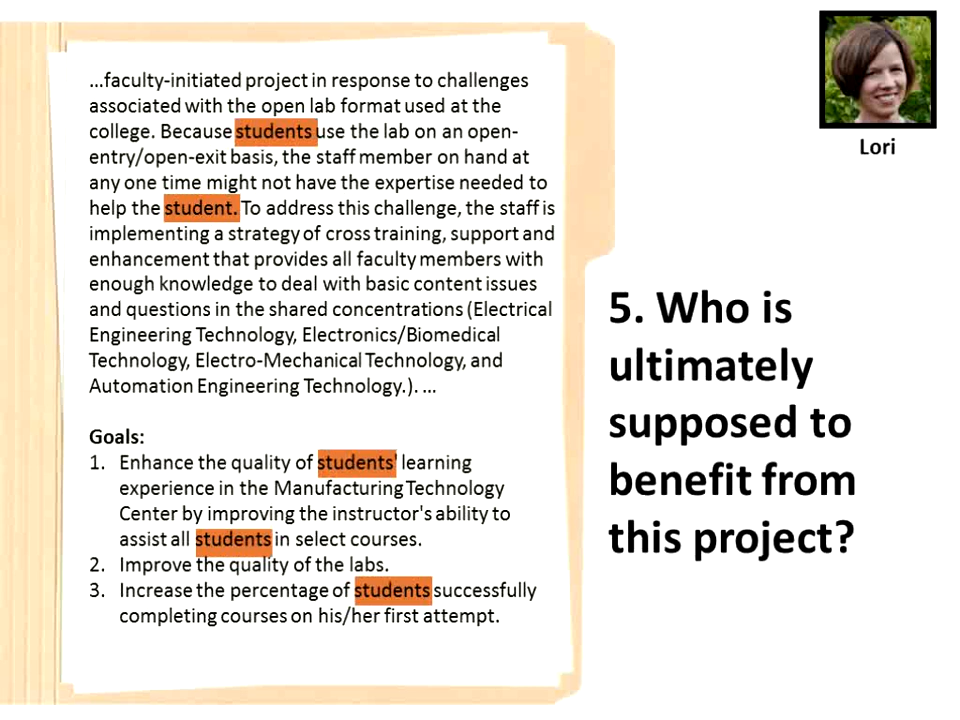 ...faculty-initiated project in response to challenges
associated with the open lab format used at the
college. Because students use the lab on an open-
entry/open-exit basis, the staff member on hand at
any one time might not have the expertise needed to
help the student. To address this challenge, the staff is
implementing a strategy of cross training, support and
enhancement that provides all faculty members with
enough knowledge to deal with basic content issues
and questions in the shared concentrations (Electrical
Engineering Technology, Electronics/Biomedical
Technology, Electro-Mechanical Technology, and
Automation Engineering Technology.). ...
Goals:
1. Enhance the quality of students' learning
experience in the Manufacturing Technology
Center by improving the instructor's ability to
assist all students in select courses.
2. Improve the quality of the labs.
3. Increase the percentage of students successfully
completing courses on his/her first attempt.
Lori
5. Who is
ultimately
supposed to
benefit from
this project?